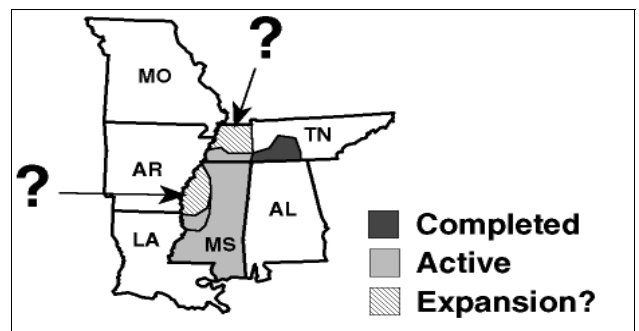 ?
MO
TN
AR
?
AL
LA
MS
Completed
Active
Expansion?